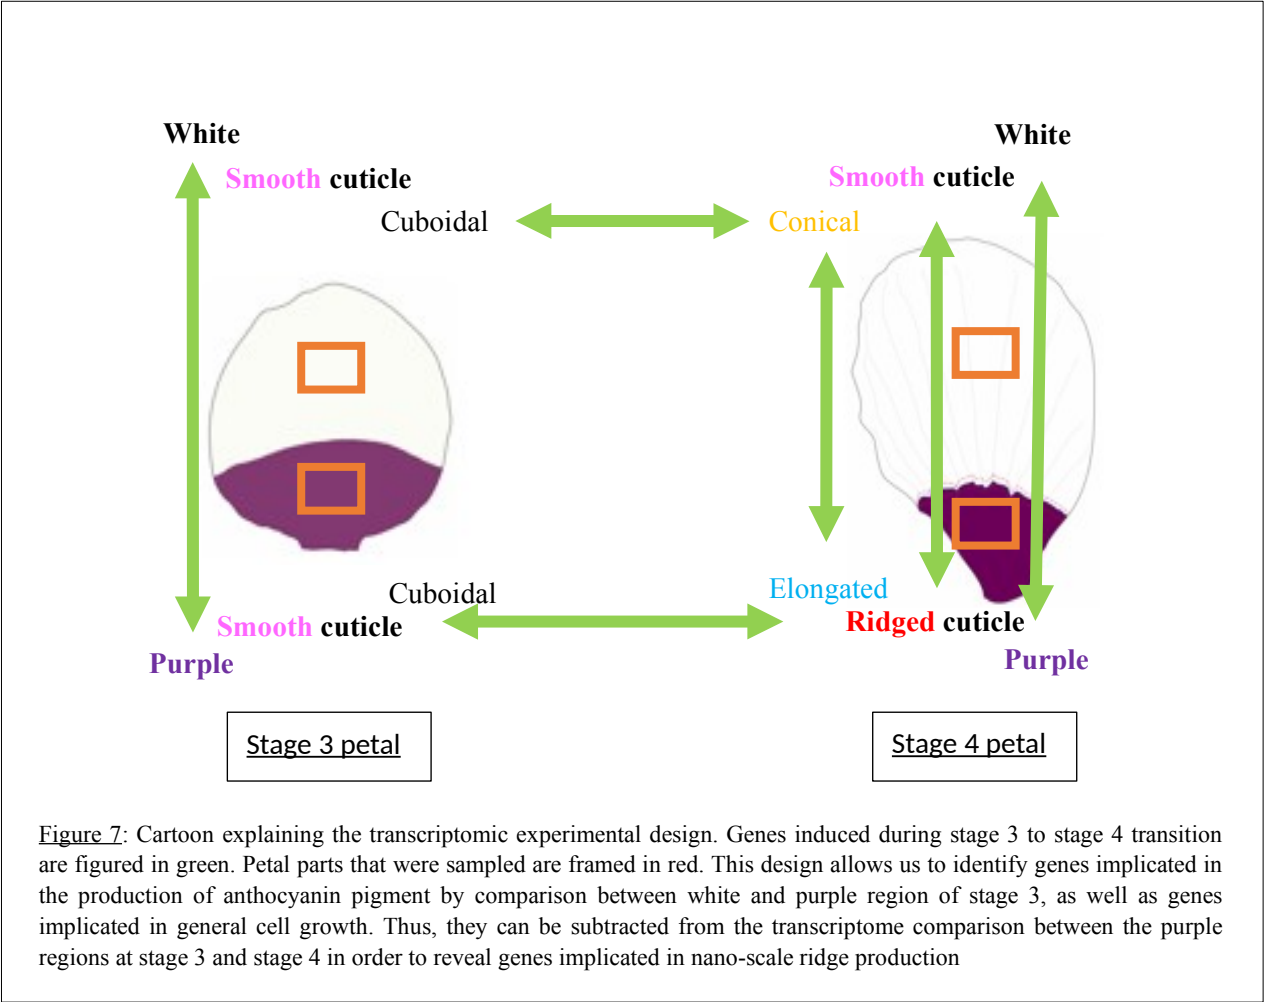 White
Smooth cuticle
Cuboidal
White
Smooth cuticle
Conical
Cuboidal
Smooth cuticle
Purple
Elongated
Ridged cuticle
Purple
Stage 3 petal
Stage 4 petal
Figure 7: Cartoon explaining the transcriptomic experimental design. Genes induced during stage 3 to stage 4 transition
are figured in green. Petal parts that were sampled are framed in red. This design allows us to identify genes implicated in
the production of anthocyanin pigment by comparison between white and purple region of stage 3, as well as genes
implicated in general cell growth. Thus, they can be subtracted from the transcriptome comparison between the purple
regions at stage 3 and stage 4 in order to reveal genes implicated in nano-scale ridge production